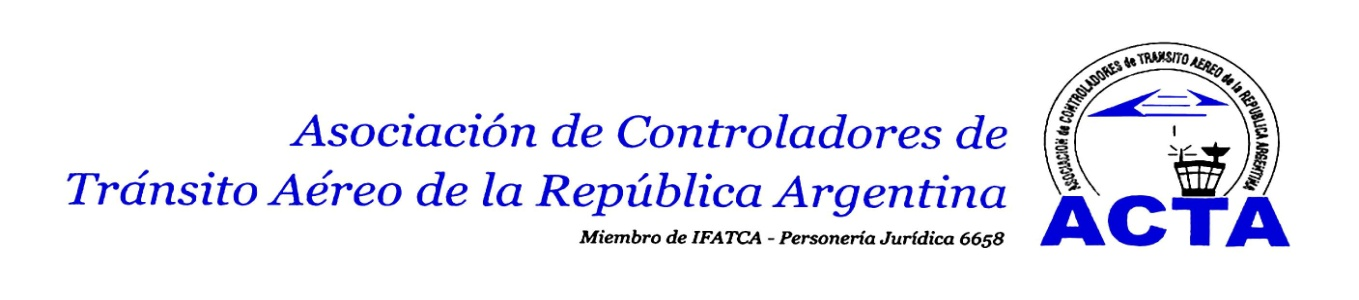 Asociación de Controladores de
Tránsito Aéreo de la República Argentina
Miembro de IFATCA - Personería Jurídica 6658
ASOCIACION de CONTROLADORES de TRANSITO AEREO de la REPUBLICA ARGENTINA
ACTA